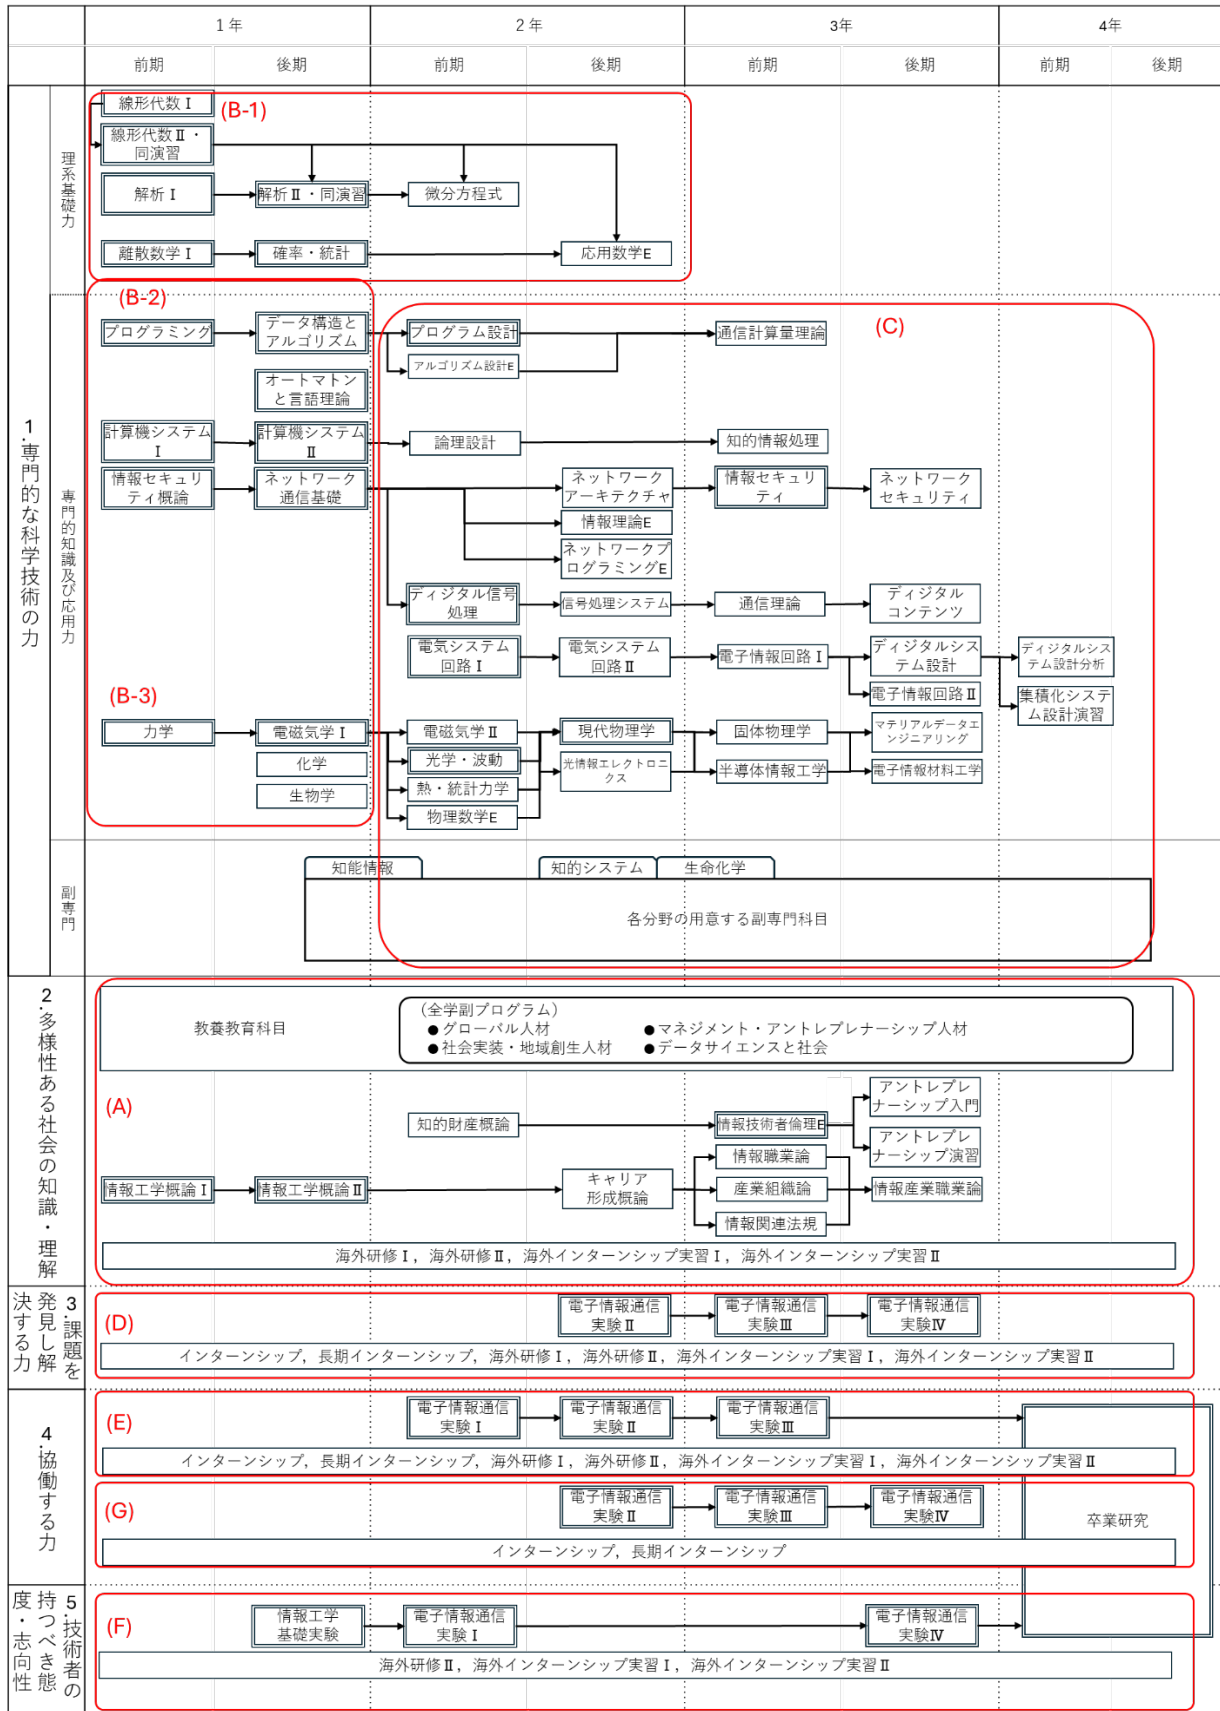 1年
2年
3年
4年
前期
後期
前期
後期
前期
後期
前期
後期
1.専門的な科学技術の力
理系基礎力
(B-1)
線形代数Ⅰ
線形代数Ⅱ・
同演習
解析Ⅰ
解析Ⅱ・同演習
微分方程式
離散数学Ⅰ
確率・統計
応用数学E
専門的知識及び応用力
(B-2)
(C)
プログラミング
データ構造と
アルゴリズム
プログラム設計
通信計算量理論
アルゴリズム設計E
オートマトン
と言語理論
計算機システム
Ⅰ
計算機システム
Ⅱ
論理設計
知的情報処理
情報セキュリ
ティ概論
ネットワーク
通信基礎
ネットワーク
アーキテクチャ
情報セキュリ
ティ
ネットワーク
セキュリティ
情報理論E
ネットワークプ
ログラミングE
ディジタル信号
処理
信号処理システム
通信理論
ディジタル
コンテンツ
電気システム
回路Ⅰ
電気システム
回路Ⅱ
電子情報回路Ⅰ
ディジタルシス
テム設計
ディジタルシス
テム設計分析
電子情報回路Ⅱ
集積化システ
ム設計演習
(B-3)
力学
電磁気学Ⅰ
電磁気学Ⅱ
現代物理学
固体物理学
マテリアルデータエ
ンジニアリング
化学
光学・波動
光情報エレクトロニ
クス
半導体情報工学
電子情報材料工学
生物学
熱・統計力学
物理数学E
副専門
知能情報
知的システム
生命化学
各分野の用意する副専門科目
2.多様性ある社会の知識・理解
教養教育科目
(全学副プログラム)
●グローバル人材
●マネジメント・アントレプレナーシップ人材
●社会実装・地域創生人材
●データサイエンスと社会
(A)
知的財産概論
情報技術者倫理E
アントレプレ
ナーシップ入門
アントレプレ
ナーシップ演習
情報工学概論Ⅰ
情報工学概論Ⅱ
キャリア
形成概論
情報職業論
産業組織論
情報関連法規
情報産業職業論
海外研修Ⅰ,海外研修Ⅱ,海外インターンシップ実習Ⅰ,海外インターンシップ実習Ⅱ
3.課題を
発見し解
決する力
(D)
電子情報通信
実験Ⅱ
電子情報通信
実験Ⅲ
電子情報通信
実験Ⅳ
インターンシップ,長期インターンシップ,海外研修Ⅰ,海外研修Ⅱ,海外インターンシップ実習Ⅰ,海外インターンシップ実習Ⅱ
4.協働する力
(E)
電子情報通信
実験Ⅰ
電子情報通信
実験Ⅱ
電子情報通信
実験Ⅲ
インターンシップ,長期インターンシップ,海外研修Ⅰ,海外研修Ⅱ,海外インターンシップ実習Ⅰ,海外インターンシップ実習Ⅱ
(G)
電子情報通信
実験Ⅱ
電子情報通信
実験Ⅲ
電子情報通信
実験Ⅳ
卒業研究
インターンシップ,長期インターンシップ
5.技術者の
持つべき態
度・志向性
(F)
情報工学
基礎実験
電子情報通信
実験Ⅰ
電子情報通信
実験Ⅳ
海外研修Ⅱ,海外インターンシップ実習Ⅰ,海外インターンシップ実習Ⅱ